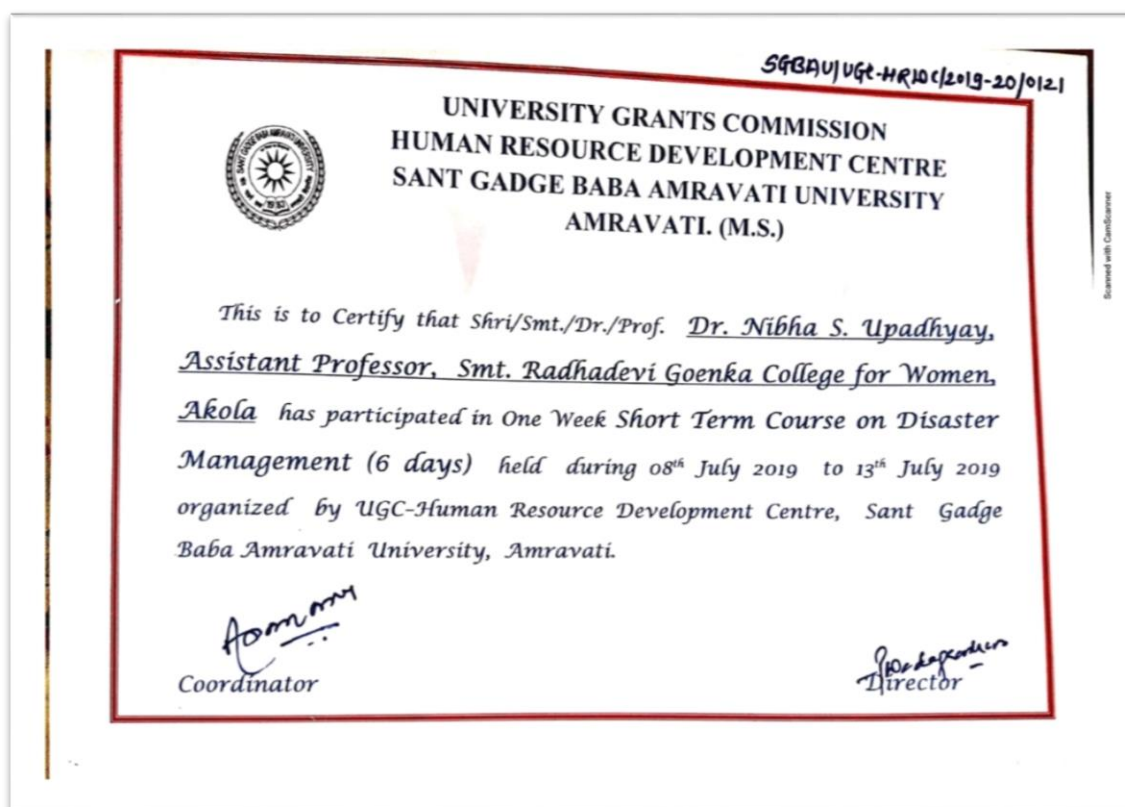 SGBAU/UGC-HRDC/2019-20/0121
UNIVERSITY GRANTS COMMISSION
HUMAN RESOURCE DEVELOPMENT CENTRE
SANT GADGE BABA AMRAVATI UNIVERSITY
AMRAVATI. (M.S.)
This is to Certify that Shri/Smt./Dr./Prof. Dr. Nibha S. Upadhyay,
Assistant Professor, Smt. Radhadevi Goenka College for Women,
Akola has participated in One Week Short Term Course on Disaster
Management (6 days) held during 08th July 2019 to 13th July 2019
organized by UGC-Human Resource Development Centre, Sant Gadge
Baba Amravati University, Amravati.
Coordinator
Director
Scanned with CamScanner